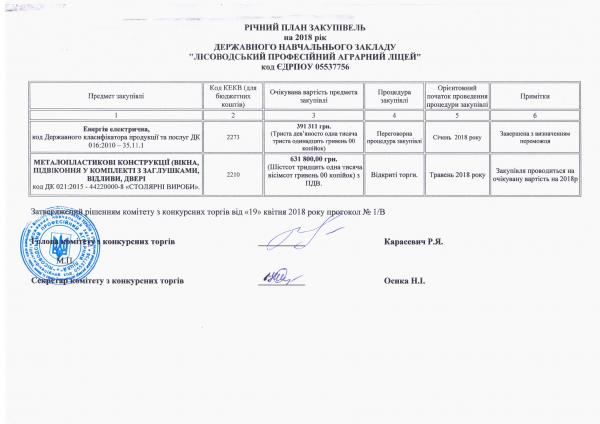 РІЧНИЙ ПЛАН ЗАКУПІВЕЛЬ
на 2018 рік
ДЕРЖАВНОГО НАВЧАЛЬНЬОГО ЗАКЛАДУ
"ЛІСОВОДСЬКИЙ ПРОФЕСІЙНИЙ АГРАРНИЙ ЛІЦЕЙ"
код ЄДРПОУ 05537756
Предмет закупівлі
Код КЕКВ (для
бюджетних
коштів)
Очікувана вартість предмета
закупівлі
Процедура
закупівлі
Орієнтовний
початок проведення
процедури закупівлі
Примітки
1 2 3 4 5 6
Енергія електрична,
код Державного класифікатора продукції та послуг ДК
016:2010 – 35.11.1
2273
391 311 грн.
(Триста дев'яносто одна тисяча
триста одинадцять гривень 00
копійок)
Переговорна
процедура закупівлі
Січень 2018 року
Завершена з визначенням
переможця
МЕТАЛОПЛАСТИКОВІ КОНСТРУКЦІЇ (ВІКНА,
ПІДВІКОННЯ У КОМПЛЕКТІ З ЗАГЛУШКАМИ,
ВІДЛИВИ, ДВЕРІ
код ДК 021:2015 - 44220000-8 «СТОЛЯРНІ ВИРОБИ».
2210
631 800,00 грн.
(Шістсот тридцять одна тисяча
вісімсот гривень 00 копійок) з
ПДВ.
Відкриті торги.
Травень 2018 року
Закупівля проводиться на
очікувану вартість на 2018р
Затверджений рішенням комітету з конкурсних торгів від «19» квітня 2018 року протокол № 1/В
Голова комітету з конкурсних торгів Карасевич Р.Я.
М.П.
Секретар комітету з конкурсних торгів Осика Н.І.